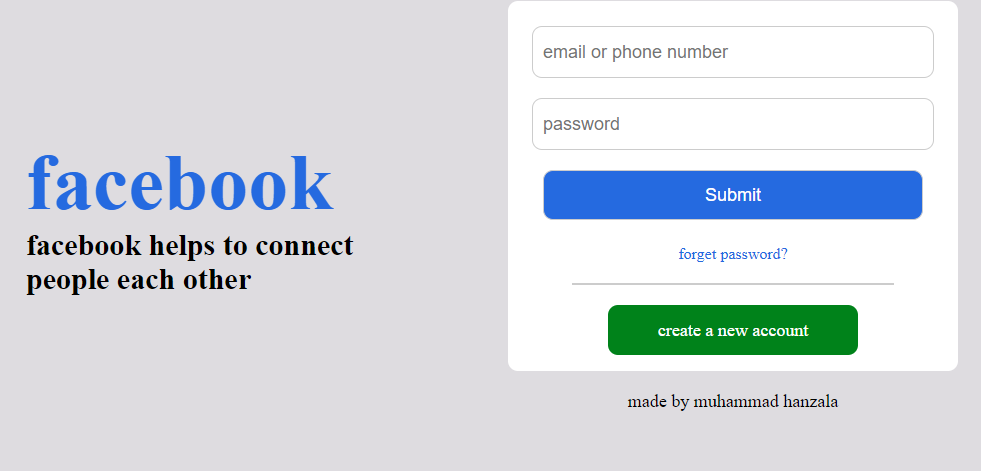 facebook
facebook helps to connect
people each other
email or phone number
password
Submit
forget password?
create a new account
made by muhammad hanzala